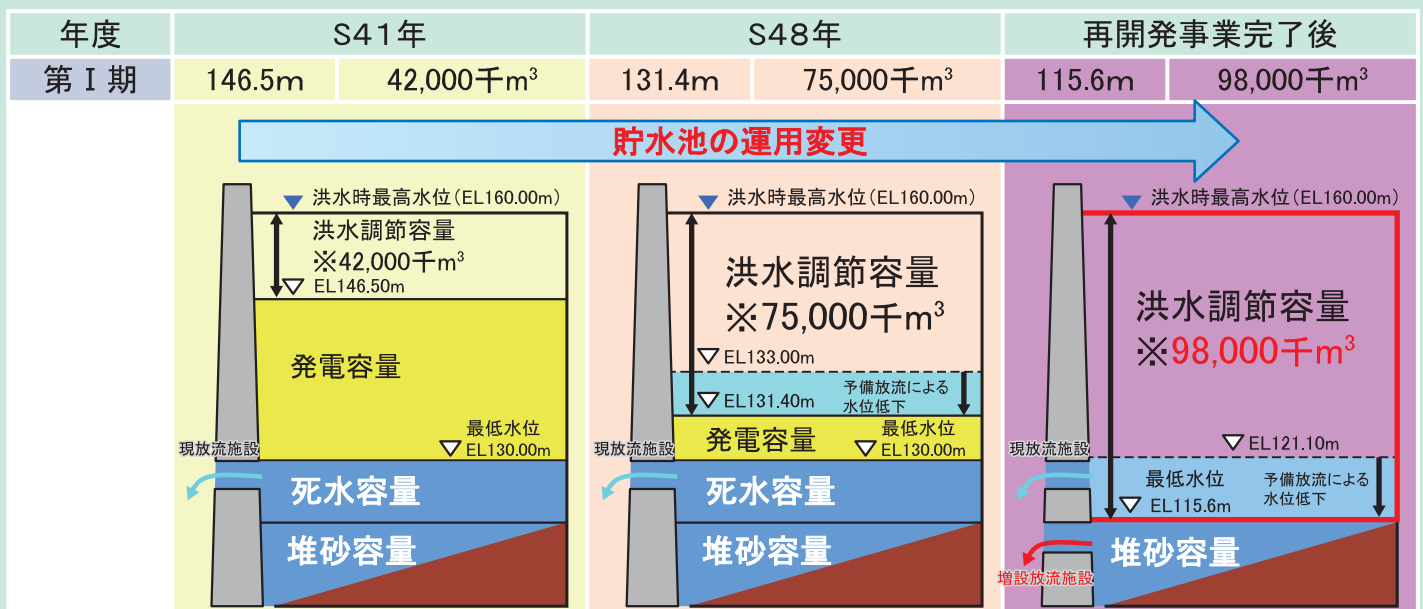 年度 S41年 S48年 再開発事業完了後
第Ⅰ期 146.5m 42,000千m³ 131.4m 75,000千m³ 115.6m 98,000千m³
貯水池の運用変更
洪水時最高水位(EL160.00m)
洪水調節容量
※42,000千m³
EL146.50m
発電容量
最低水位
EL130.00m
現放流施設
死水容量
堆砂容量
洪水時最高水位(EL160.00m)
洪水調節容量
※75,000千m³
EL133.00m
予備放流による
水位低下
EL131.40m
発電容量
最低水位
EL130.00m
現放流施設
死水容量
堆砂容量
洪水時最高水位(EL160.00m)
洪水調節容量
※98,000千m³
EL121.10m
現放流施設
最低水位
EL115.6m
予備放流による
水位低下
堆砂容量
増設放流施設